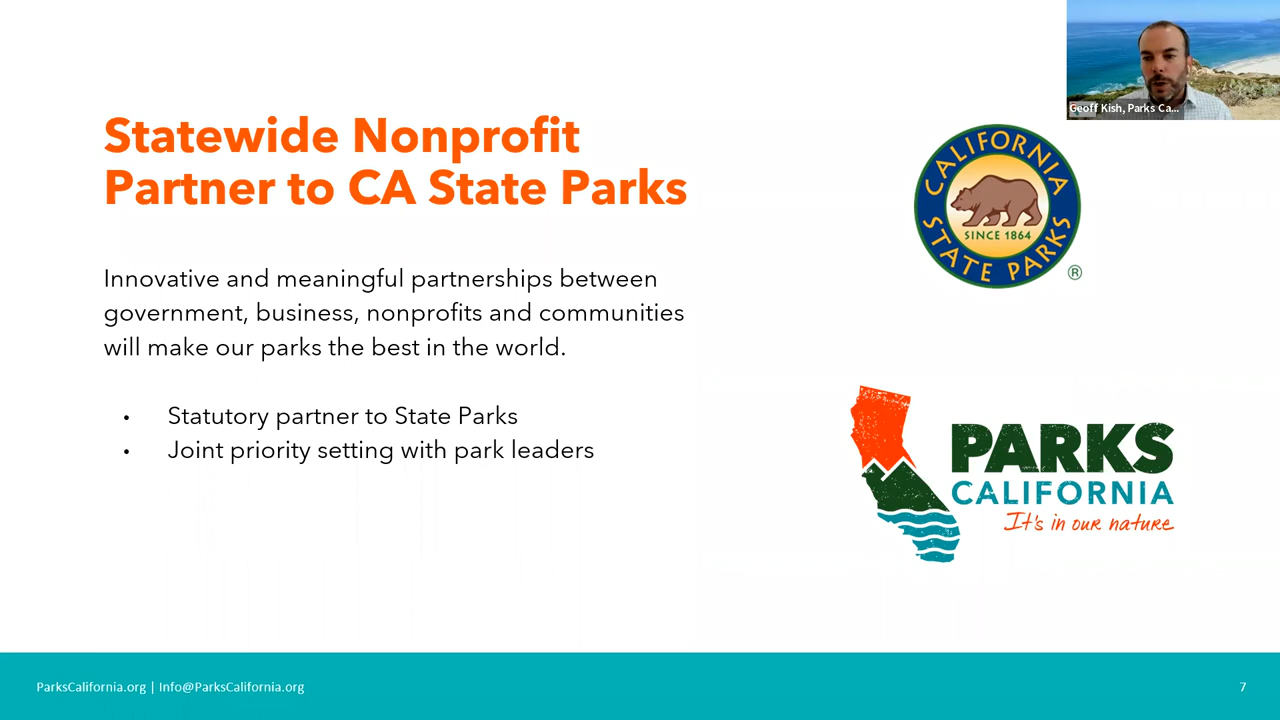 Geoff Kish, Parks Ca...
Statewide Nonprofit
Partner to CA State Parks
Innovative and meaningful partnerships between
government, business, nonprofits and communities
will make our parks the best in the world.
• Statutory partner to State Parks
• Joint priority setting with park leaders
CALIFORNIA
SINCE 1864
STATE PARKS
®
PARKS
CALIFORNIA
It's in our nature
ParksCalifornia.org | Info@ParksCalifornia.org
7